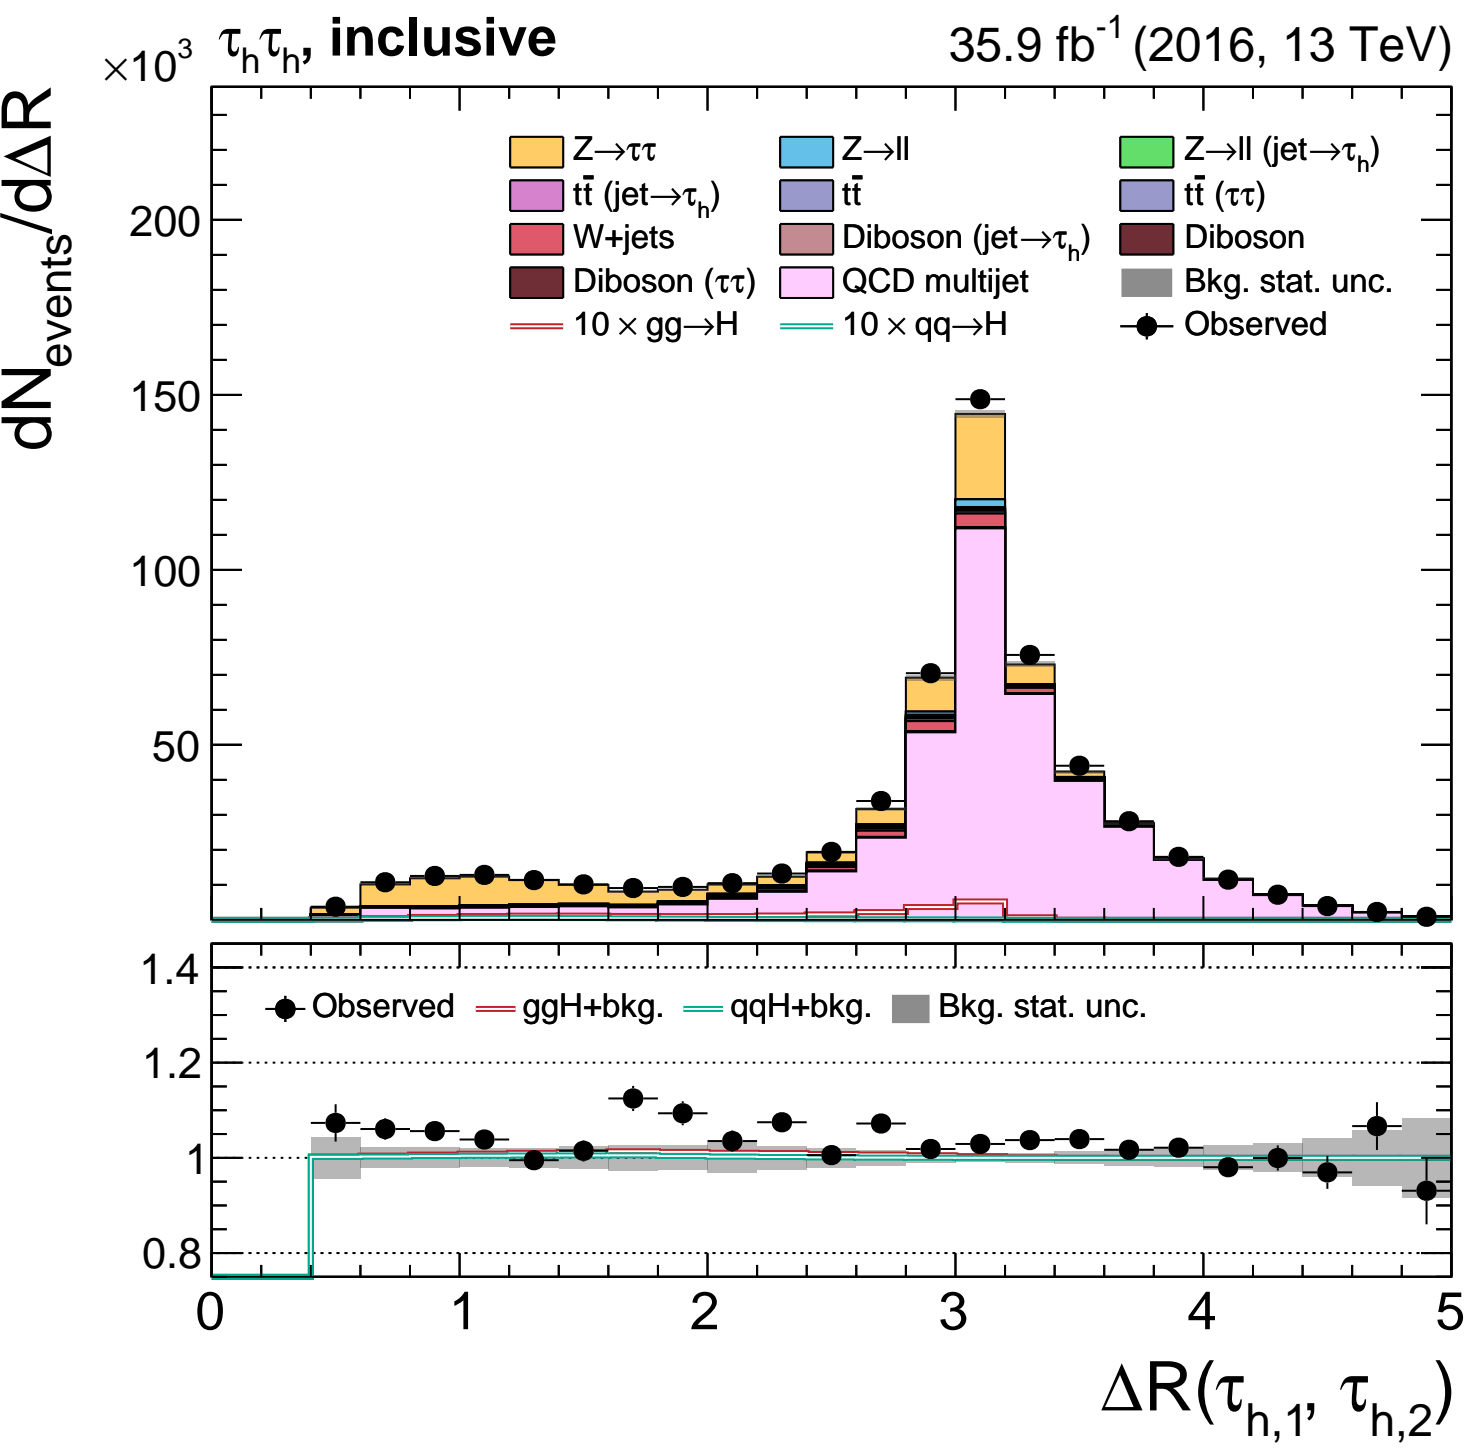 ×10³ τₕτₕ, inclusive 35.9 fb⁻¹ (2016, 13 TeV)
dN_events/dΔR
Z→ττ Z→ll Z→ll (jet→τₕ)
tt̄ (jet→τₕ) tt̄ tt̄ (ττ)
W+jets Diboson (jet→τₕ) Diboson
Diboson (ττ) QCD multijet Bkg. stat. unc.
10 × gg→H 10 × qq→H Observed
200
150
100
50
1.4
Observed ggH+bkg. qqH+bkg. Bkg. stat. unc.
1.2
1
0.8
0 1 2 3 4 5
ΔR(τ_h,1, τ_h,2)